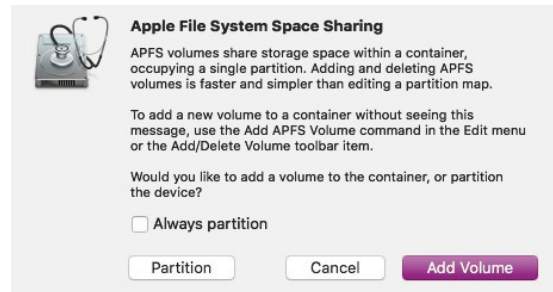 Apple File System Space Sharing
APFS volumes share storage space within a container,
occupying a single partition. Adding and deleting APFS
volumes is faster and simpler than editing a partition map.
To add a new volume to a container without seeing this
message, use the Add APFS Volume command in the Edit menu
or the Add/Delete Volume toolbar item.
Would you like to add a volume to the container, or partition
the device?
Always partition
Partition
Cancel
Add Volume